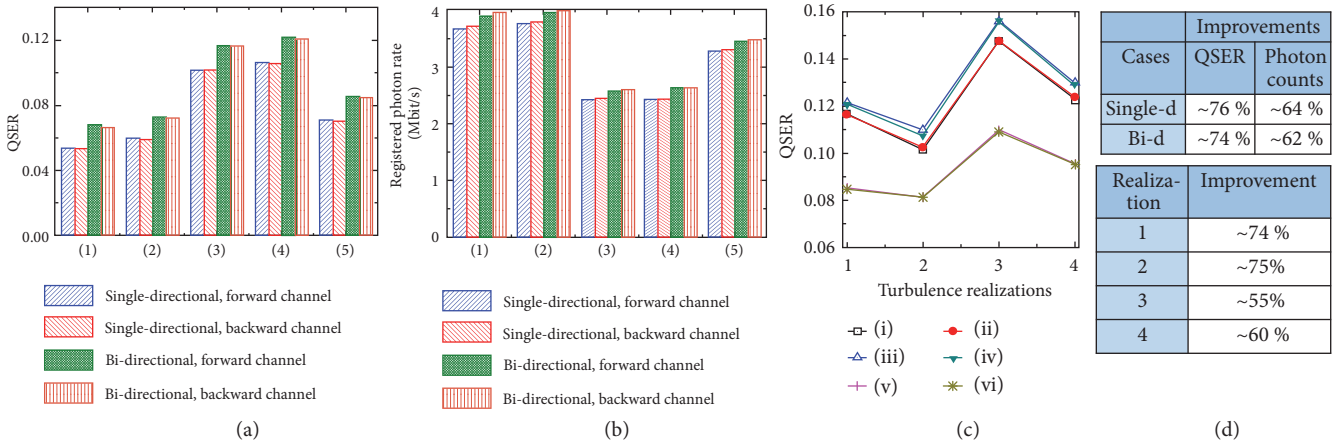 0.12
0.08
0.04
0.00
QSER
(1) (2) (3) (4) (5)
Single-directional, forward channel
Single-directional, backward channel
Bi-directional, forward channel
Bi-directional, backward channel
(a)
4
3
2
1
0
Registered photon rate
(Mbit/s)
(1) (2) (3) (4) (5)
Single-directional, forward channel
Single-directional, backward channel
Bi-directional, forward channel
Bi-directional, backward channel
(b)
0.16
0.14
0.12
0.10
0.08
0.06
QSER
1 2 3 4
Turbulence realizations
(i) (ii)
(iii) (iv)
(v) (vi)
(c)
Improvements
Cases QSER Photon
counts
Single-d ~76 % ~64 %
Bi-d ~74 % ~62 %
Realiza-
tion Improvement
1 ~74 %
2 ~75%
3 ~55%
4 ~60 %
(d)